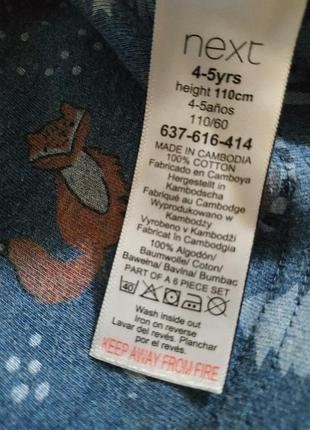 next
4-5yrs
height 110cm
4-5años
110/60
637-616-414
MADE IN CAMBODIA
100% COTTON
Fabricado en Camboya
Hergestellt in
Kambodscha
Fabriqué au Cambodge
Wyprodukowano w
Kambodży
Vyrobeno v Kambodži
Fabricat în Cambodgia
100% Algodón/
Baumwolle/ Coton/
Bawełna/ Bavlna/ Bumbac
PART OF A 6 PIECE SET
40
Wash inside out
Iron on reverse
Lavar del revés. Planchar
del revés.
KEEP AWAY FROM FIRE